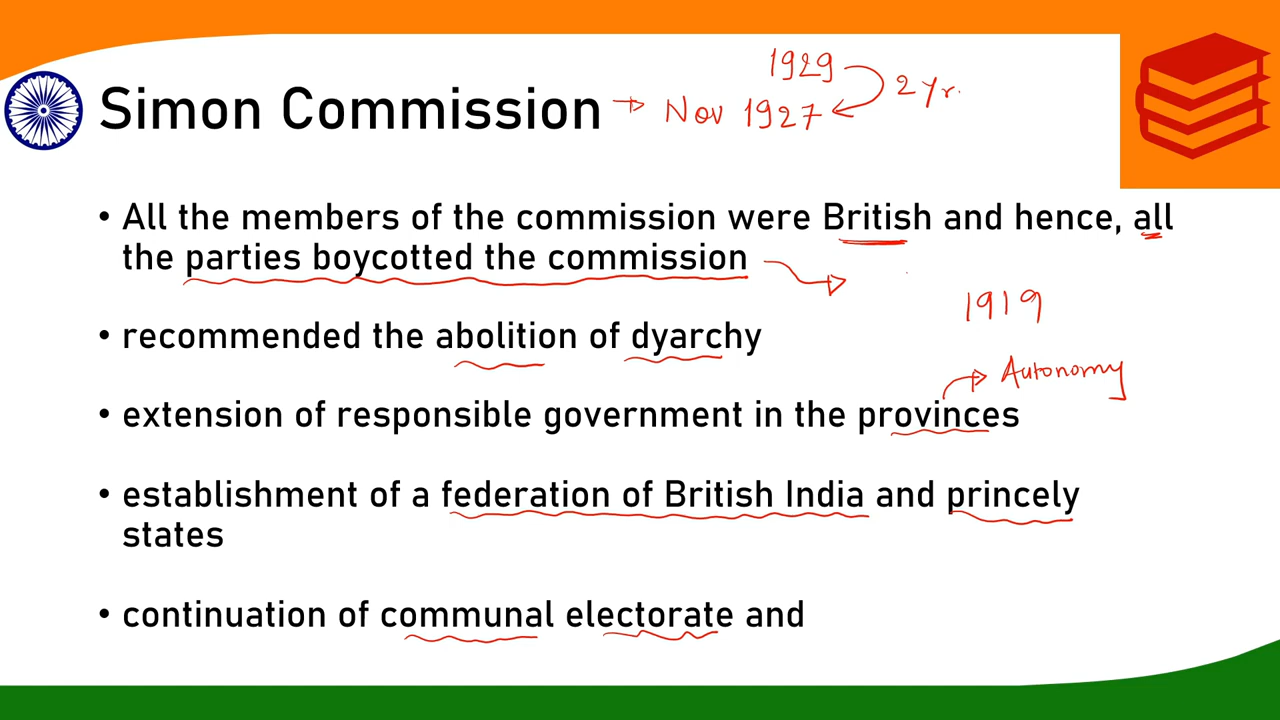 1929
Simon Commission → Nov 1927 2 yr.
• All the members of the commission were British and hence, all
the parties boycotted the commission
1919
• recommended the abolition of dyarchy
Autonomy
• extension of responsible government in the provinces
• establishment of a federation of British India and princely
states
• continuation of communal electorate and